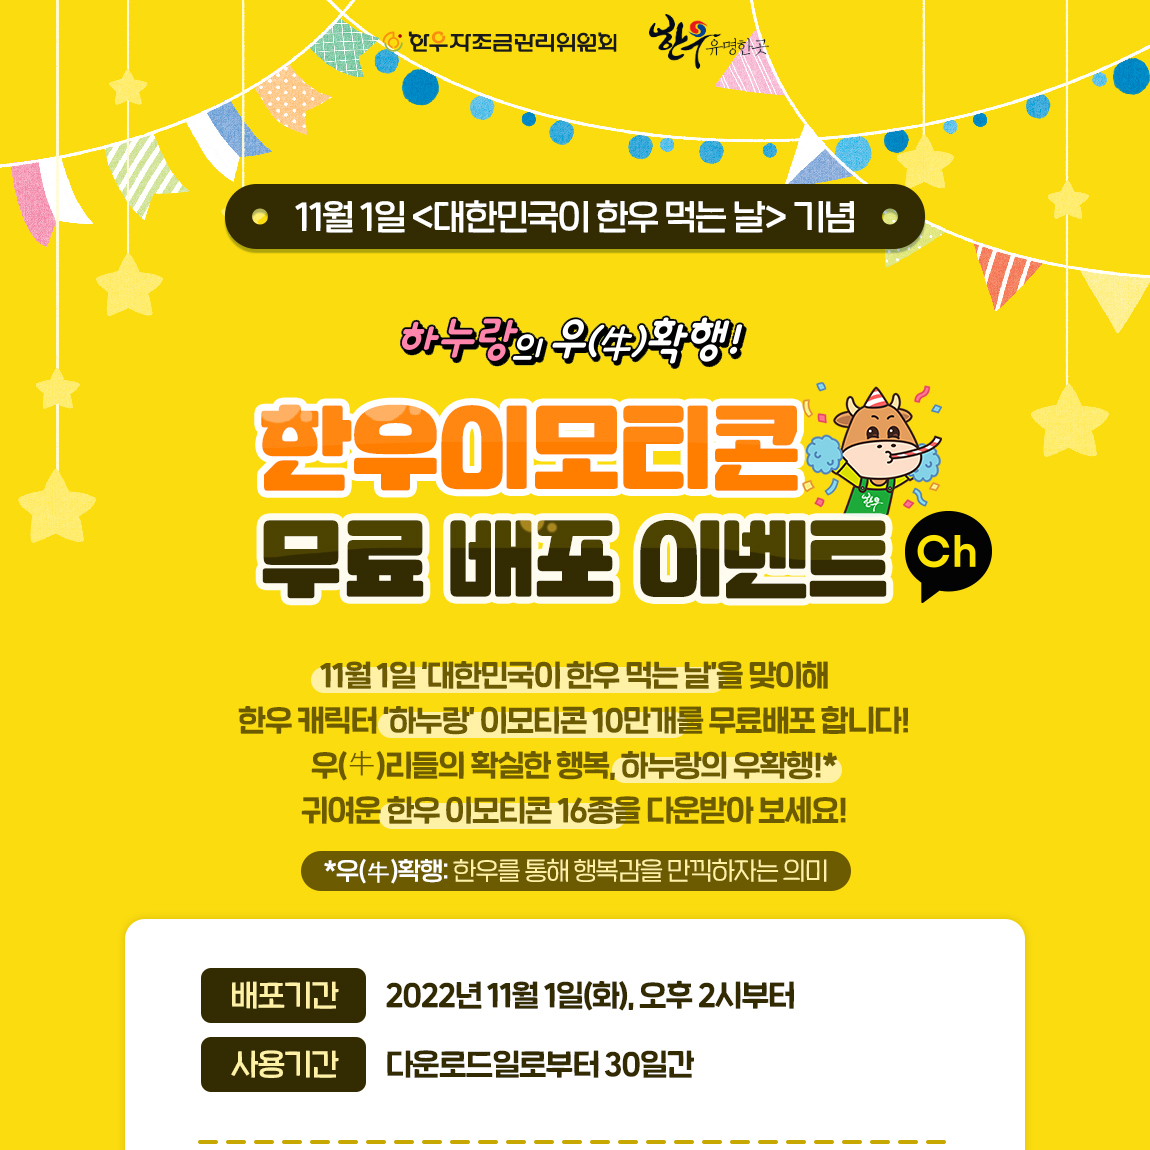 한우자조금관리위원회
한우 유명한곳
11월 1일 <대한민국이 한우 먹는 날> 기념
하누랑의 우(牛)확행!
한우이모티콘
한우
무료 배포 이벤트
Ch
11월 1일 '대한민국이 한우 먹는 날'을 맞이해
한우 캐릭터 '하누랑' 이모티콘 10만개를 무료배포 합니다!
우(牛)리들의 확실한 행복, 하누랑의 우확행!*
귀여운 한우 이모티콘 16종을 다운받아 보세요!
*우(牛)확행: 한우를 통해 행복감을 만끽하자는 의미
배포기간 2022년 11월 1일(화), 오후 2시부터
사용기간 다운로드일로부터 30일간